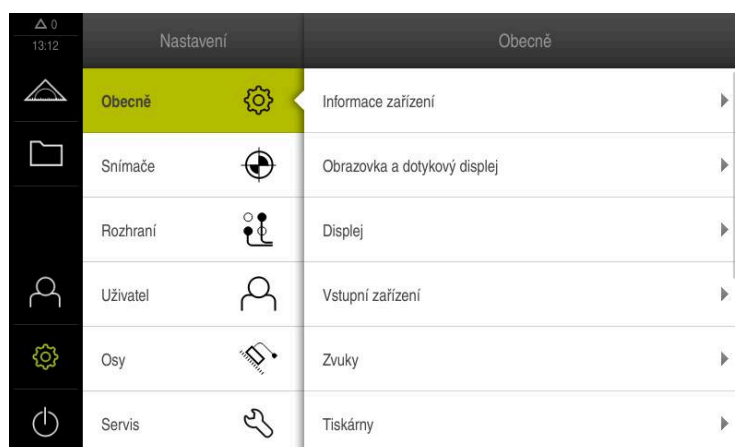 0
13:12
Nastavení
Obecně
Obecně
Informace zařízení
Snímače
Obrazovka a dotykový displej
Rozhraní
Displej
Uživatel
Vstupní zařízení
Osy
Zvuky
Servis
Tiskárny